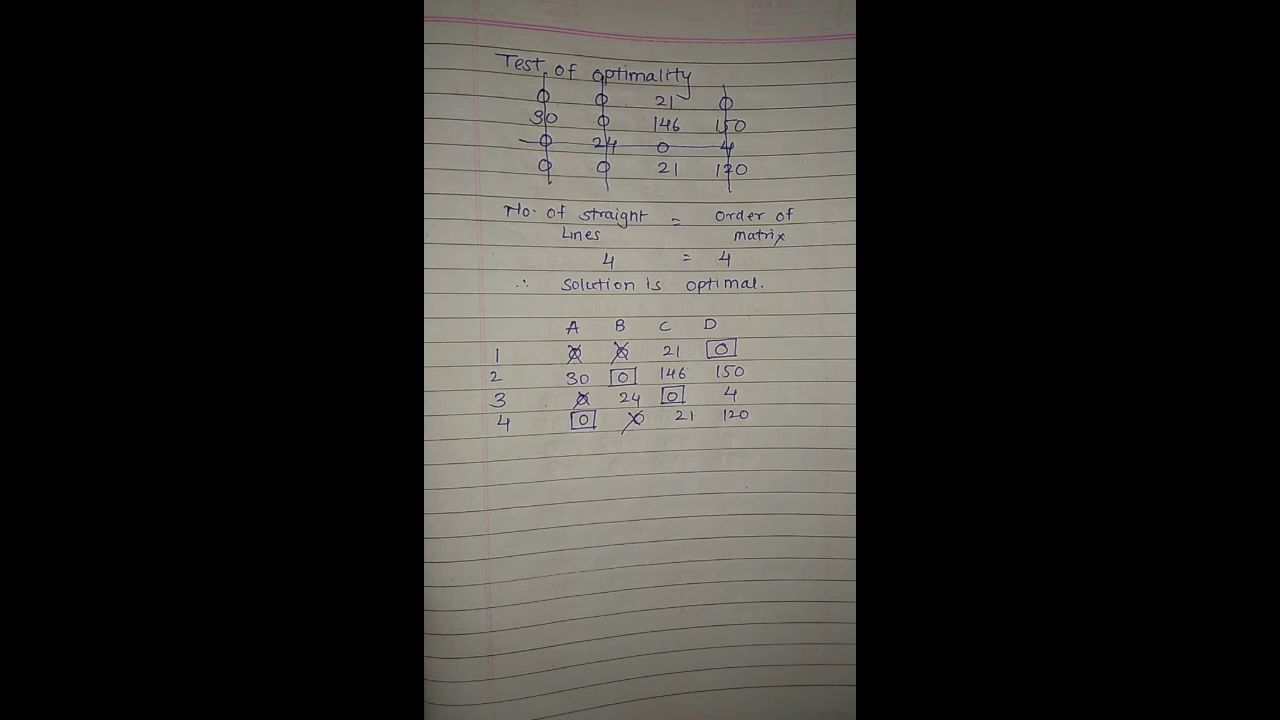 Test of optimality
0 0 21 0
30 0 146 150
0 24 0 4
0 0 21 120
No. of straight = order of
Lines matrix
4 = 4
∴ Solution is optimal.
A B C D
1 0 0 21 0
2 30 0 146 150
3 0 24 0 4
4 0 0 21 120